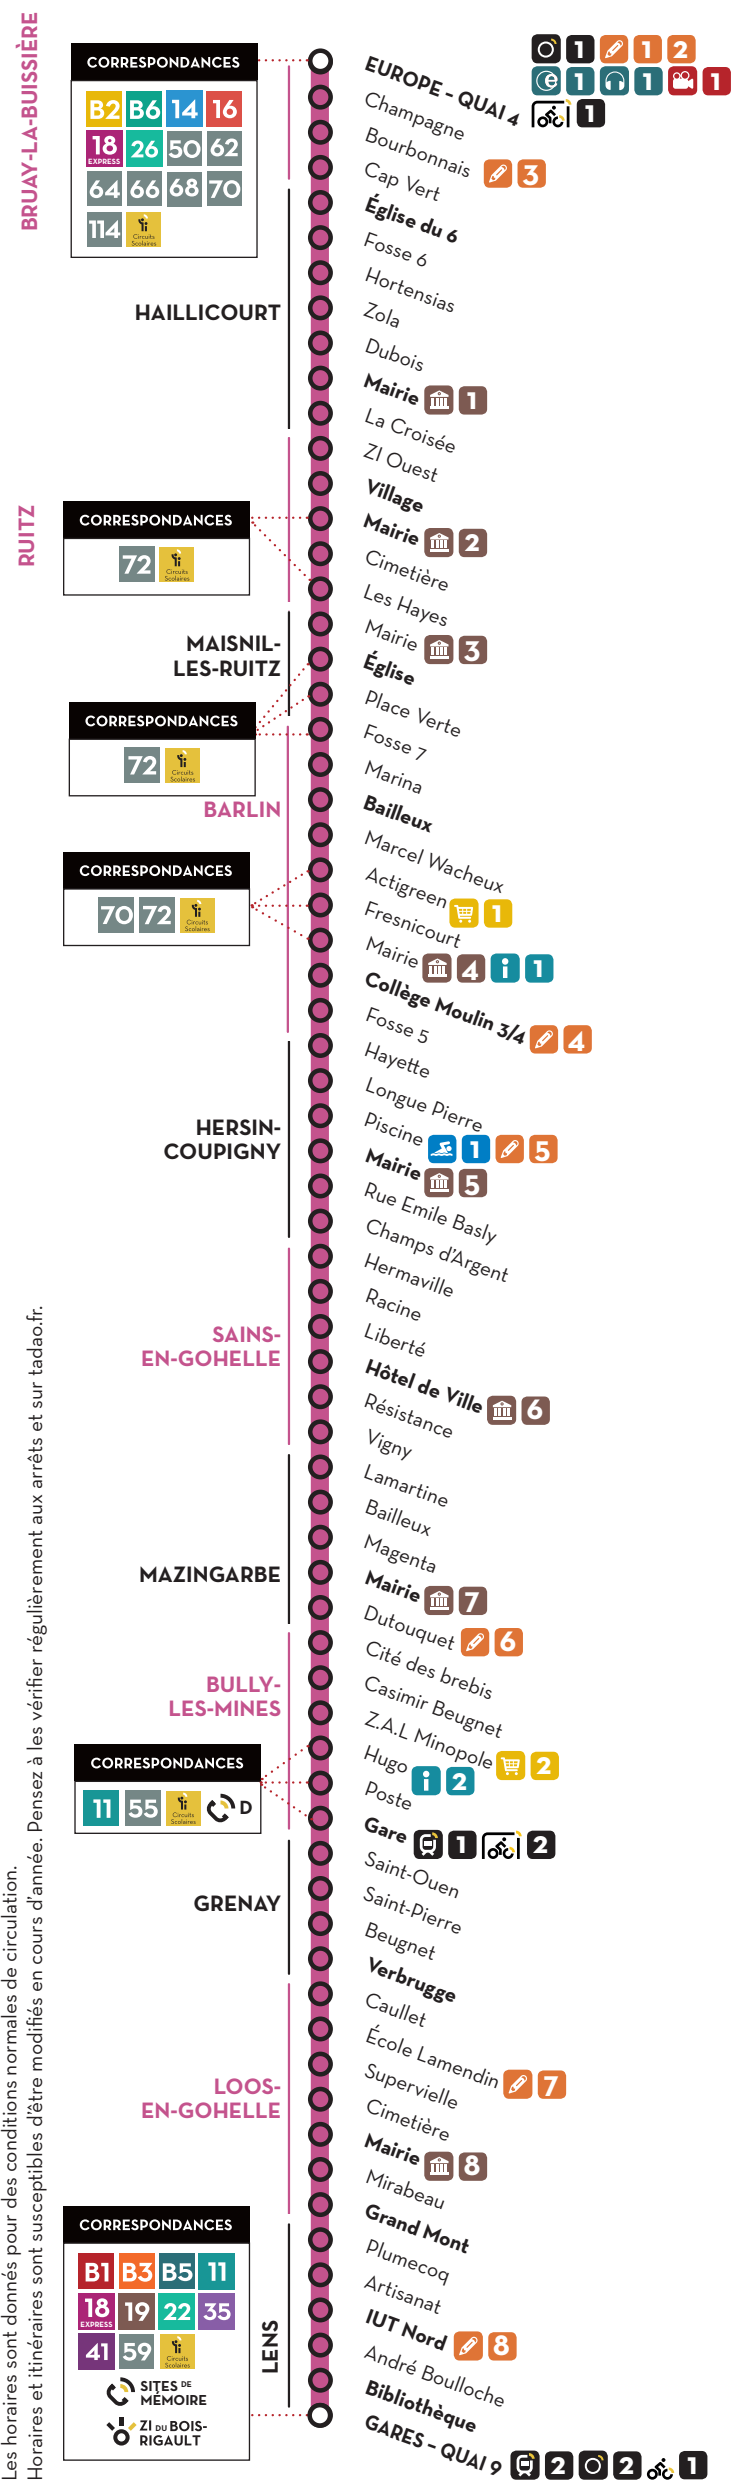 BRUAY-LA-BUISSIÈRE
CORRESPONDANCES
B2 B6 14 16
18 EXPRESS 26 50 62
64 66 68 70
114 Circuits Scolaires
EUROPE - QUAI 4 1 1 2
1 1 1
1
Champagne
Bourbonnais 3
Cap Vert
HAILLICOURT
Église du 6
Fosse 6
Hortensias
Zola
Dubois
Mairie 1
La Croisée
RUITZ
ZI Ouest
Village
Mairie 2
Cimetière
Les Hayes
CORRESPONDANCES
72 Circuits Scolaires
MAISNIL-
LES-RUITZ
Mairie 3
Église
Place Verte
CORRESPONDANCES
72 Circuits Scolaires
BARLIN
Fosse 7
Marina
Bailleux
Marcel Wacheux
Actigreen 1
Fresnicourt
Mairie 4 i 1
Collège Moulin 3/4 4
Fosse 5
CORRESPONDANCES
70 72 Circuits Scolaires
HERSIN-
COUPIGNY
Hayette
Longue Pierre
Piscine 1 5
Mairie 5
Rue Emile Basly
Champs d'Argent
SAINS-
EN-GOHELLE
Hermaville
Racine
Liberté
Hôtel de Ville 6
Résistance
Vigny
MAZINGARBE
Lamartine
Bailleux
Magenta
Mairie 7
Dutouquet 6
BULLY-
LES-MINES
Cité des brebis
Casimir Beugnet
Z.A.L Minopole 2
Hugo i 2
Poste
Gare 1 2
CORRESPONDANCES
11 55 Circuits Scolaires D
GRENAY
Saint-Ouen
Saint-Pierre
Beugnet
Verbrugge
LOOS-
EN-GOHELLE
Caullet
École Lamendin 7
Supervielle
Cimetière
Mairie 8
Mirabeau
Grand Mont
LENS
Plumecoq
Artisanat
IUT Nord 8
André Boulloche
Bibliothèque
GARES - QUAI 9 2 2 1
CORRESPONDANCES
B1 B3 B5 11
18 EXPRESS 19 22 35
41 59 Circuits Scolaires
SITES DE
MÉMOIRE
ZI DU BOIS-
RIGAULT
Les horaires sont donnés pour des conditions normales de circulation.
Horaires et itinéraires sont susceptibles d'être modifiés en cours d'année. Pensez à les vérifier régulièrement aux arrêts et sur tadao.fr.